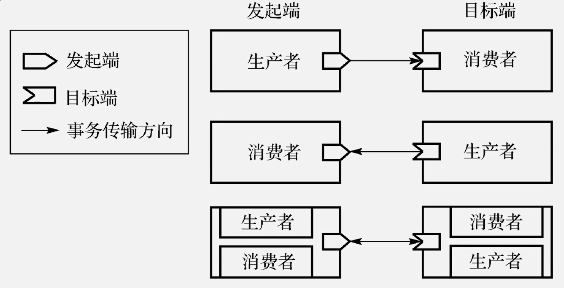 发起端 目标端
发起端
目标端
事务传输方向
生产者 消费者
消费者 生产者
生产者 消费者
消费者 生产者